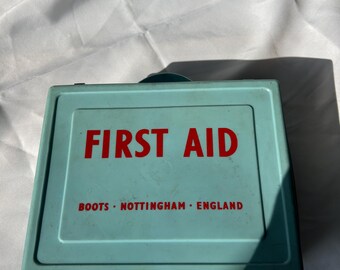 FIRST AID
BOOTS · NOTTINGHAM · ENGLAND